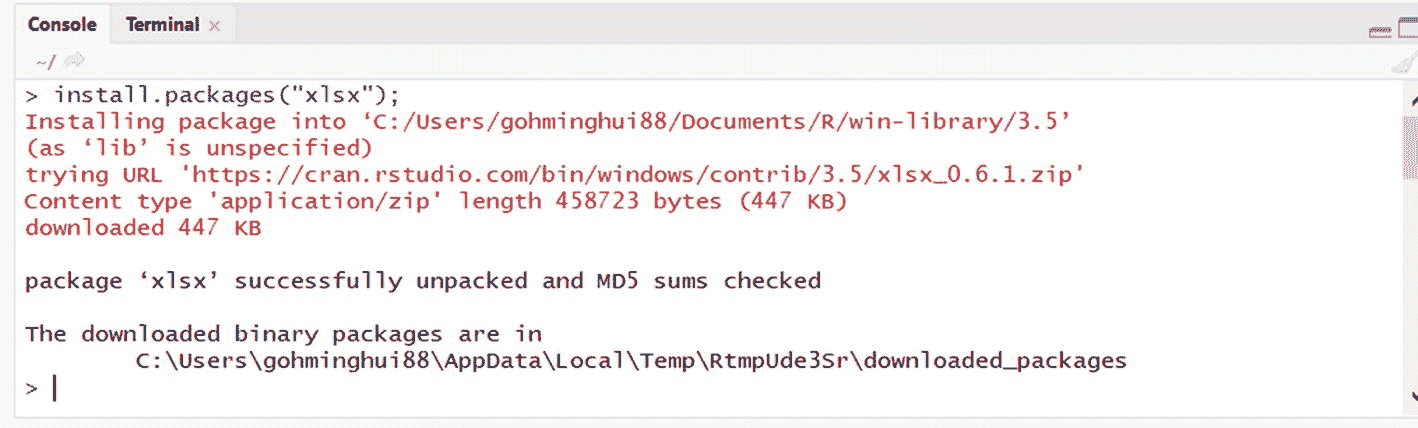 Console Terminal ×
~/
> install.packages("xlsx");
Installing package into ‘C:/Users/gohminghui88/Documents/R/win-library/3.5’
(as ‘lib’ is unspecified)
trying URL 'https://cran.rstudio.com/bin/windows/contrib/3.5/xlsx_0.6.1.zip'
Content type 'application/zip' length 458723 bytes (447 KB)
downloaded 447 KB
package ‘xlsx’ successfully unpacked and MD5 sums checked
The downloaded binary packages are in
C:\Users\gohminghui88\AppData\Local\Temp\RtmpUde3Sr\downloaded_packages
>